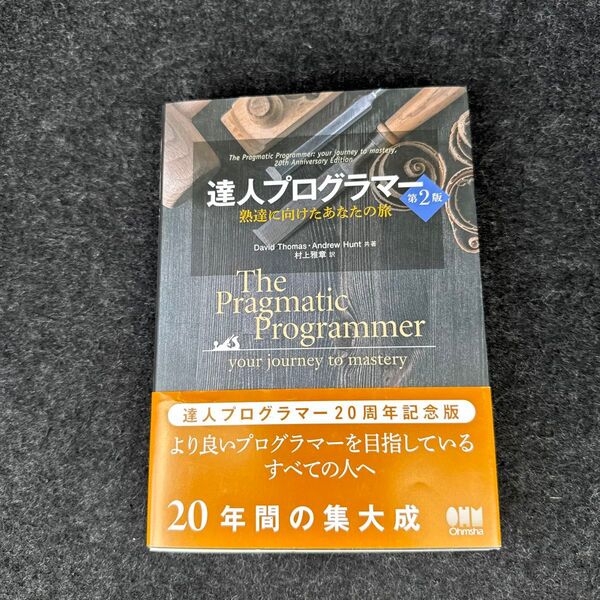 The Pragmatic Programmer: your journey to mastery,
20th Anniversary Edition
達人プログラマー
第2版
熟達に向けたあなたの旅
David Thomas・Andrew Hunt 共著
村上雅章 訳
The
Pragmatic
Programmer
your journey to mastery
達人プログラマー20周年記念版
より良いプログラマーを目指している
すべての人へ
20年間の集大成
OHM
Ohmsha